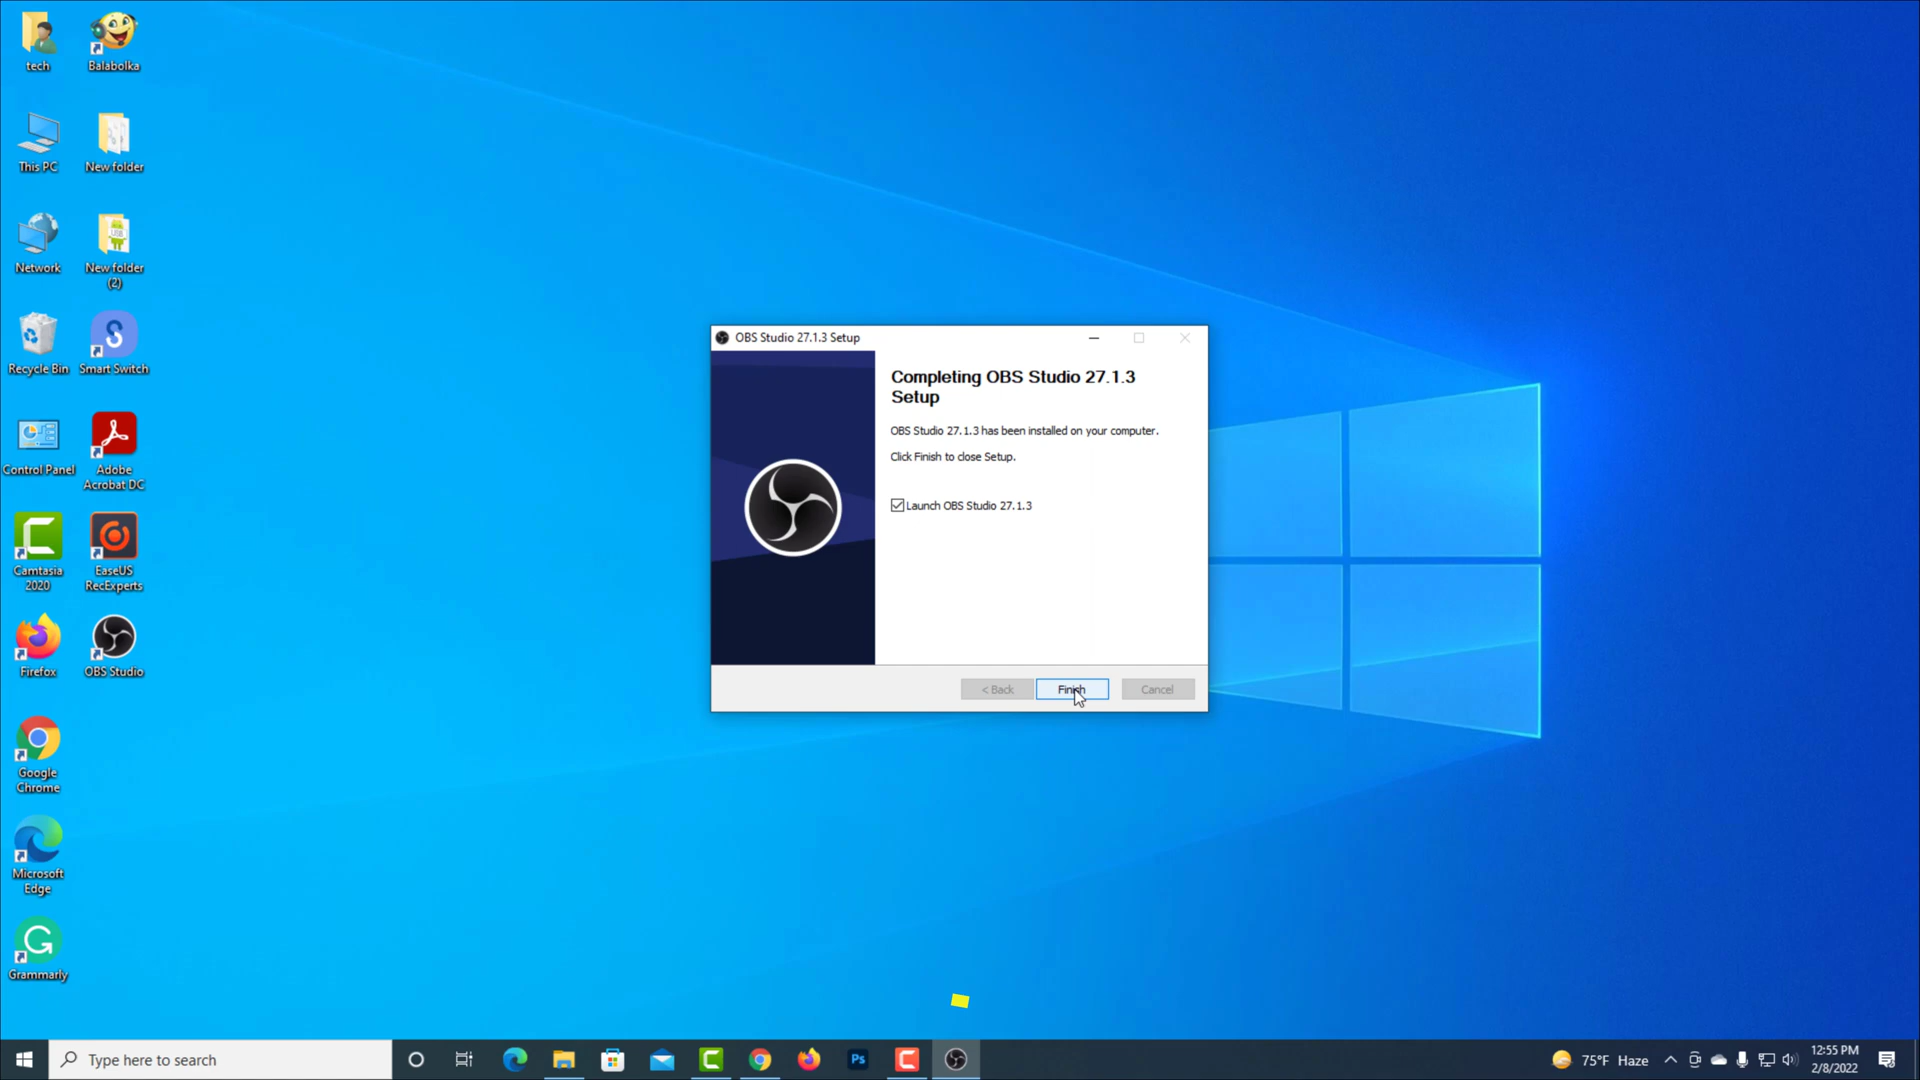 tech
Balabolka
This PC
New folder
Network
New folder
(2)
Recycle Bin
Smart Switch
Control Panel
Adobe
Acrobat DC
Camtasia
2020
EaseUS
RecExperts
Firefox
OBS Studio
Google
Chrome
Microsoft
Edge
Grammarly
OBS Studio 27.1.3 Setup
Completing OBS Studio 27.1.3
Setup
OBS Studio 27.1.3 has been installed on your computer.
Click Finish to close Setup.
Launch OBS Studio 27.1.3
< Back
Finish
Cancel
Type here to search
Ps
75°F Haze
12:55 PM
2/8/2022